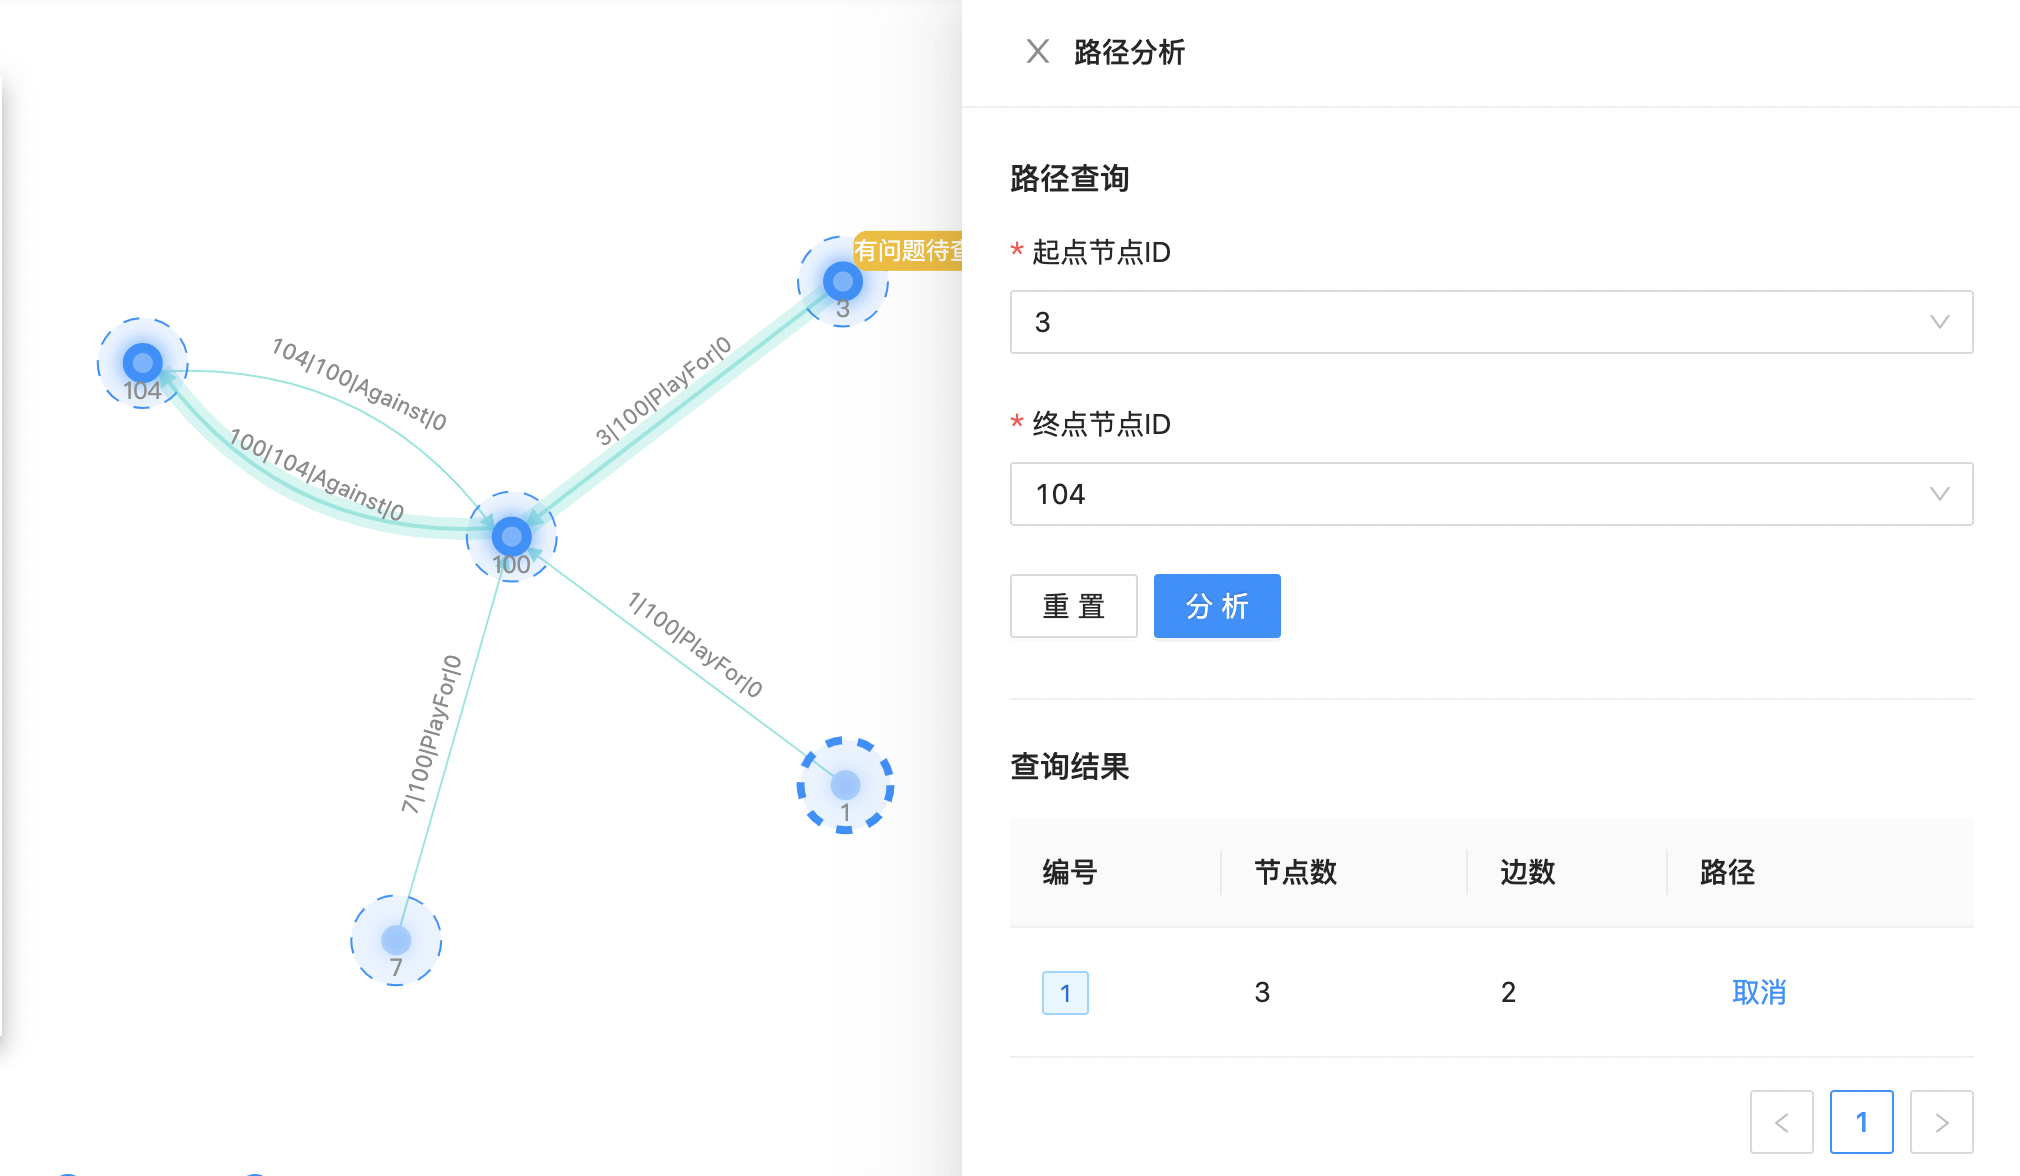 有问题待查
3
104
104|100|Against|0
3|100|PlayFor|0
100|104|Against|0
100
1|100|PlayFor|0
7|100|PlayFor|0
1
7
路径分析
路径查询
* 起点节点ID
3
* 终点节点ID
104
重 置
分 析
查询结果
编号 节点数 边数 路径
1 3 2 取消
< 1 >